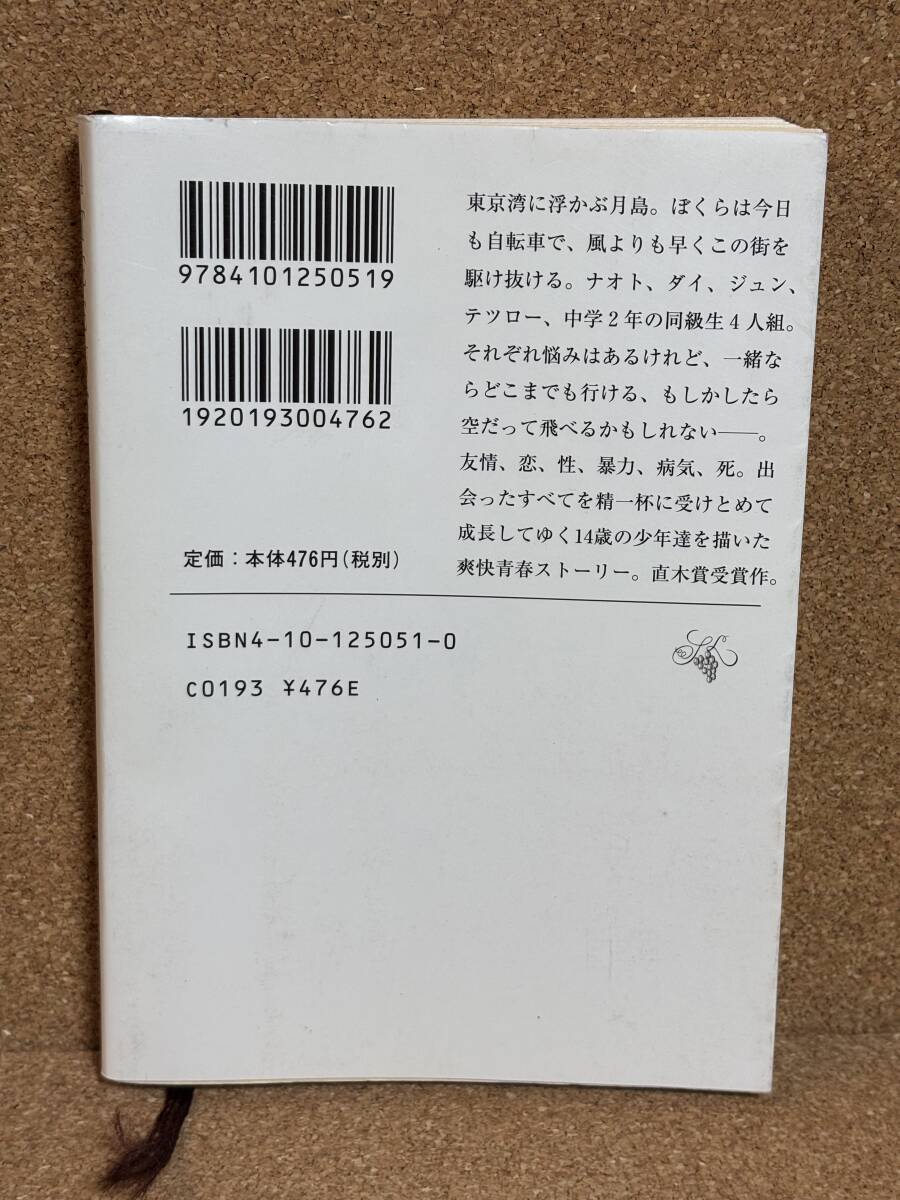 9784101250519
1920193004762
定価：本体476円（税別）
ISBN4-10-125051-0
C0193 ¥476E
東京湾に浮かぶ月島。ぼくらは今日
も自転車で、風よりも早くこの街を
駆け抜ける。ナオト、ダイ、ジュン、
テツロー、中学２年の同級生４人組。
それぞれ悩みはあるけれど、一緒な
らどこまでも行ける、もしかしたら
空だって飛べるかもしれない――。
友情、恋、性、暴力、病気、死。出
会ったすべてを精一杯に受けとめて
成長してゆく14歳の少年達を描いた
爽快青春ストーリー。直木賞受賞作。